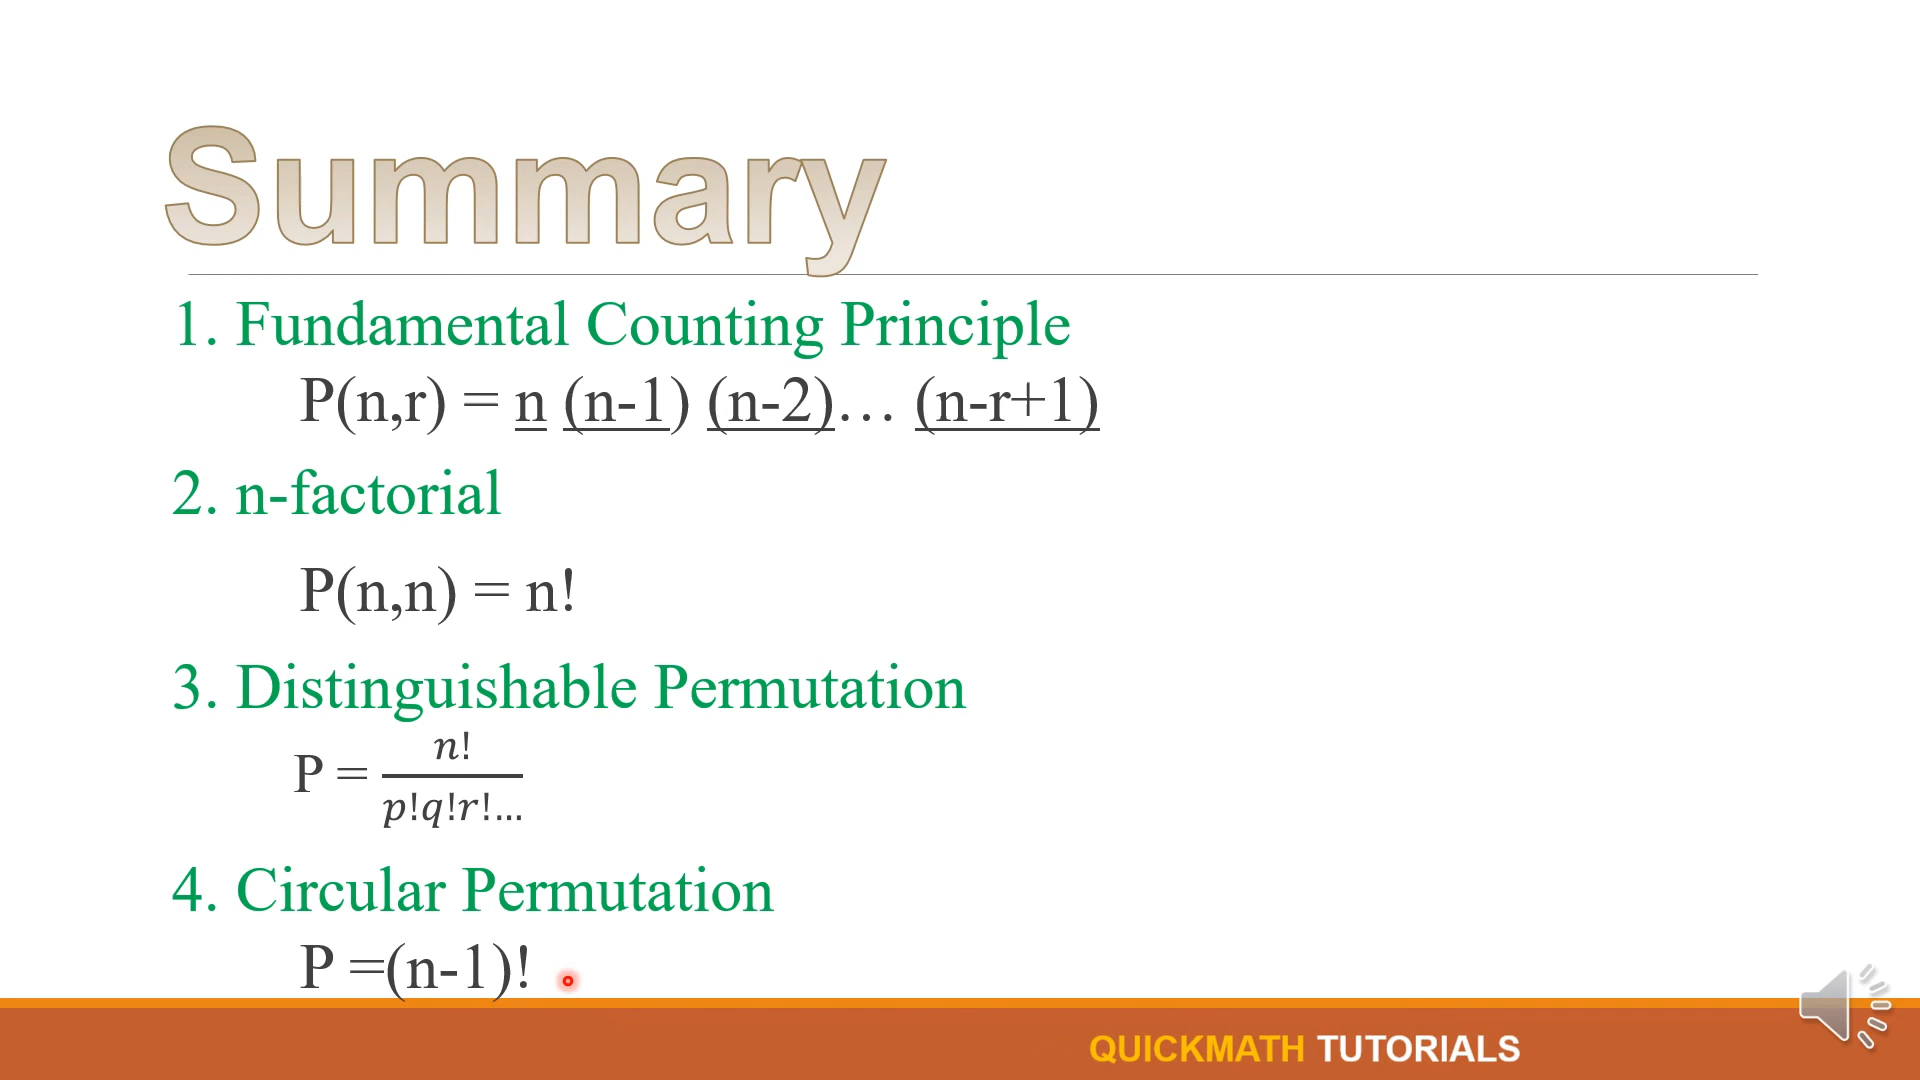 Summary
1. Fundamental Counting Principle
P(n,r) = n (n-1) (n-2)… (n-r+1)
2. n-factorial
P(n,n) = n!
3. Distinguishable Permutation
P = n! / p!q!r!...
4. Circular Permutation
P =(n-1)!
QUICKMATH TUTORIALS